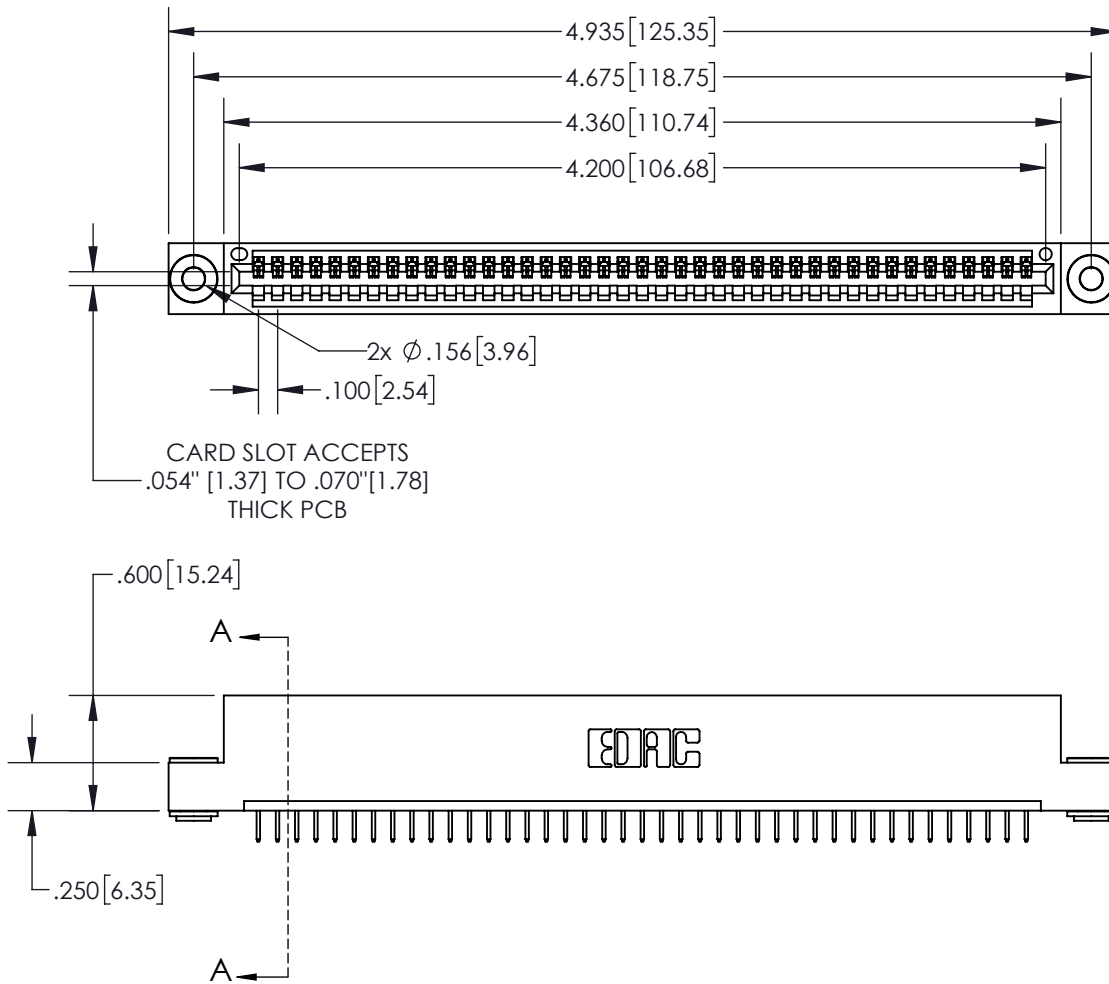 4.935[125.35]
4.675[118.75]
4.360[110.74]
4.200[106.68]
2x Ø.156[3.96]
.100[2.54]
CARD SLOT ACCEPTS
.054" [1.37] TO .070"[1.78]
THICK PCB
.600[15.24]
A
EDAC
.250[6.35]
A